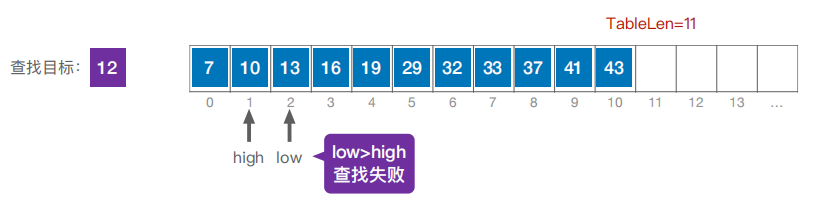 TableLen=11
查找目标: 12 7 10 13 16 19 29 32 33 37 41 43
0 1 2 3 4 5 6 7 8 9 10 11 12 13 ...
high low
low>high
查找失败